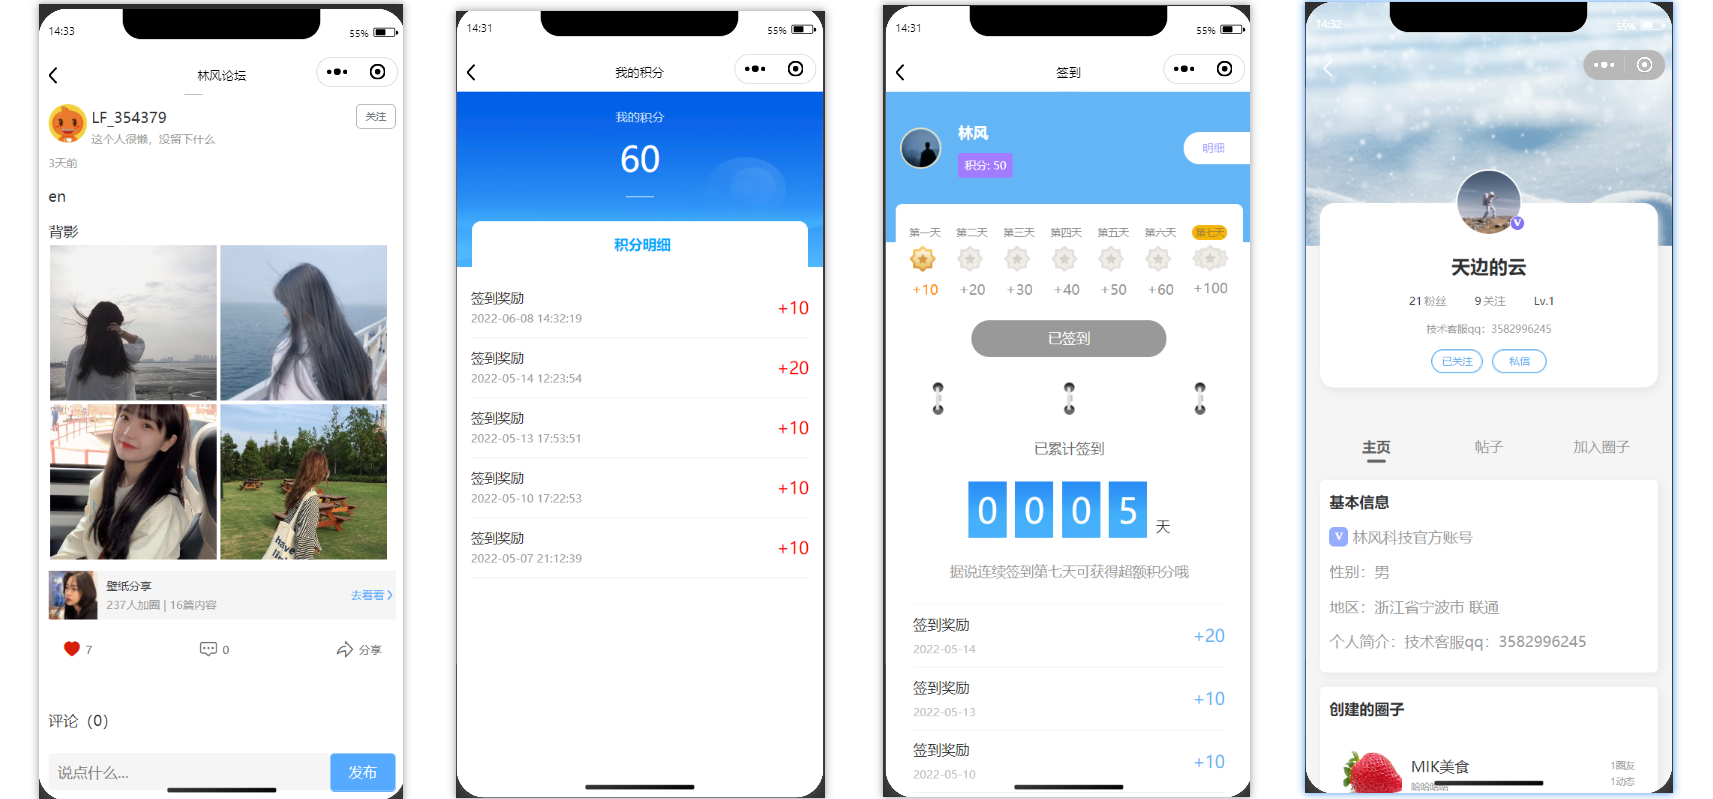 14:33
55%
林风论坛
LF_354379
关注
这个人很懒，没留下什么
3天前
en
背影
have
壁纸分享
237人加圈 | 16篇内容
去看看
7
0
分享
评论（0）
说点什么...
发布
14:31
55%
我的积分
我的积分
60
积分明细
签到奖励
2022-06-08 14:32:19
+10
签到奖励
2022-05-14 12:23:54
+20
签到奖励
2022-05-13 17:53:51
+10
签到奖励
2022-05-10 17:22:53
+10
签到奖励
2022-05-07 21:12:39
+10
14:31
55%
签到
林风
积分: 50
明细
第一天 第二天 第三天 第四天 第五天 第六天 第七天
+10 +20 +30 +40 +50 +60 +100
已签到
已累计签到
0 0 0 5 天
据说连续签到第七天可获得超额积分哦
签到奖励
2022-05-14
+20
签到奖励
2022-05-13
+10
签到奖励
2022-05-10
+10
14:32
55%
V
天边的云
21粉丝 9关注 Lv.1
技术客服qq：3582996245
已关注 私信
主页 帖子 加入圈子
基本信息
V 林风科技官方账号
性别：男
地区：浙江省宁波市 联通
个人简介：技术客服qq：3582996245
创建的圈子
MIK美食
1圈友
1动态